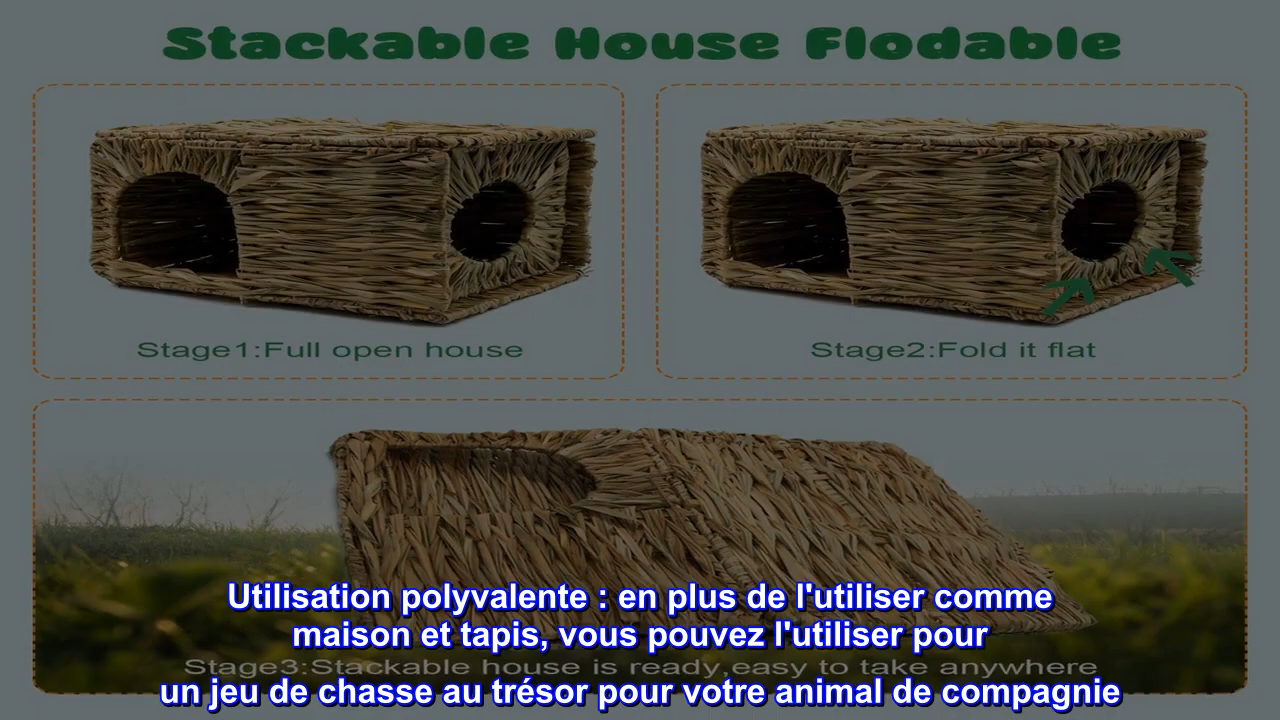 Stackable House Flodable
Stage1:Full open house
Stage2:Fold it flat
Utilisation polyvalente : en plus de l'utiliser comme
maison et tapis, vous pouvez l'utiliser pour
Stage3:Stackable house is ready,easy to take anywhere
un jeu de chasse au trésor pour votre animal de compagnie